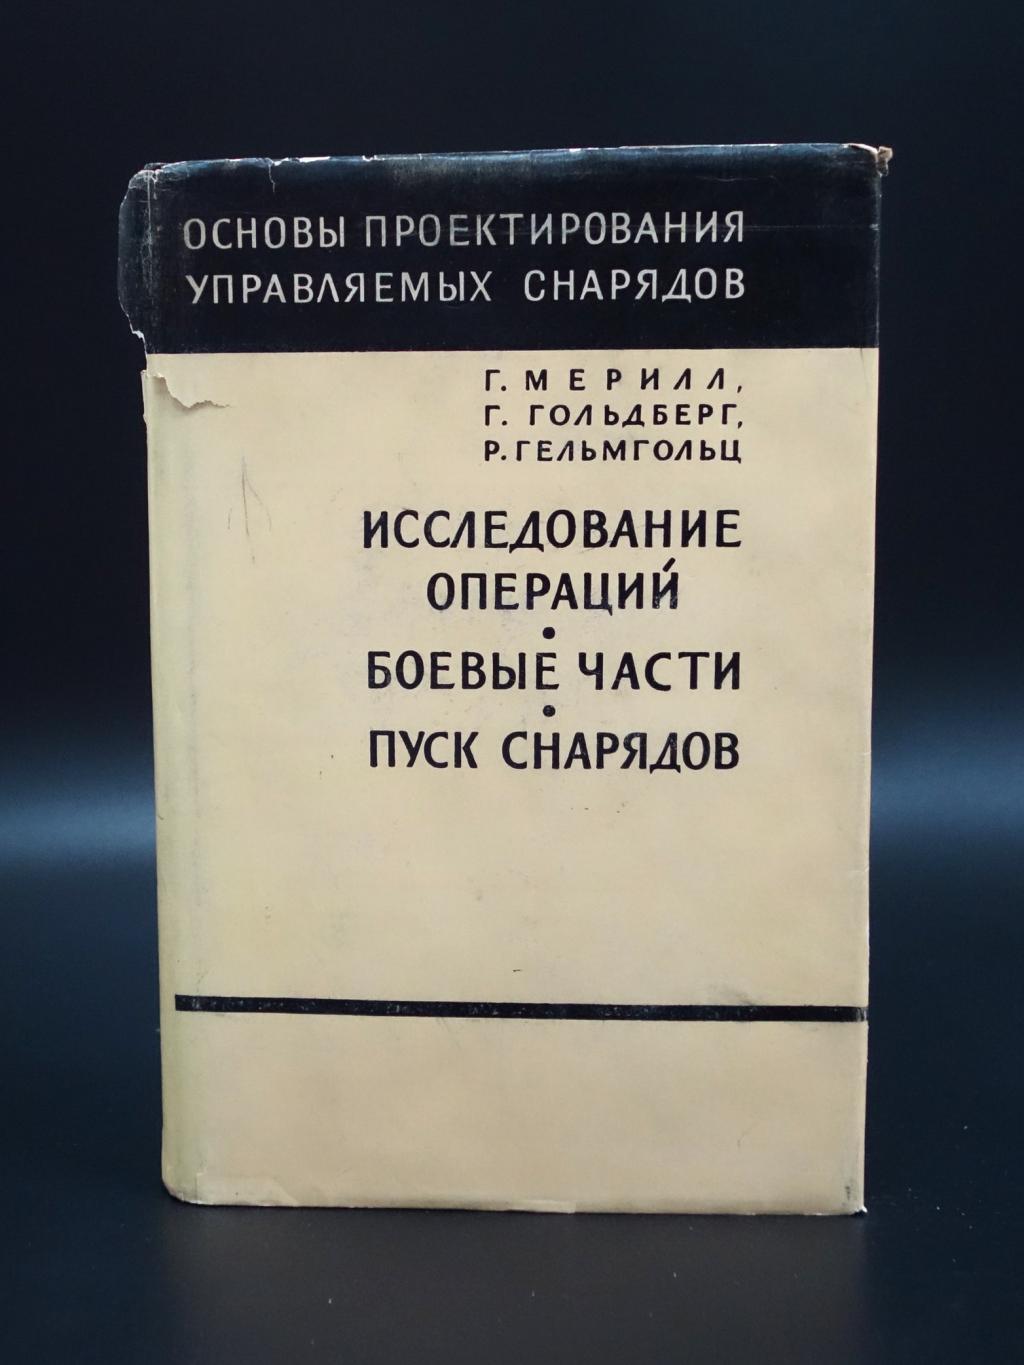 ОСНОВЫ ПРОЕКТИРОВАНИЯ
УПРАВЛЯЕМЫХ СНАРЯДОВ
Г. МЕРИЛЛ,
Г. ГОЛЬДБЕРГ,
Р. ГЕЛЬМГОЛЬЦ
ИССЛЕДОВАНИЕ
ОПЕРАЦИЙ
•
БОЕВЫЕ ЧАСТИ
•
ПУСК СНАРЯДОВ